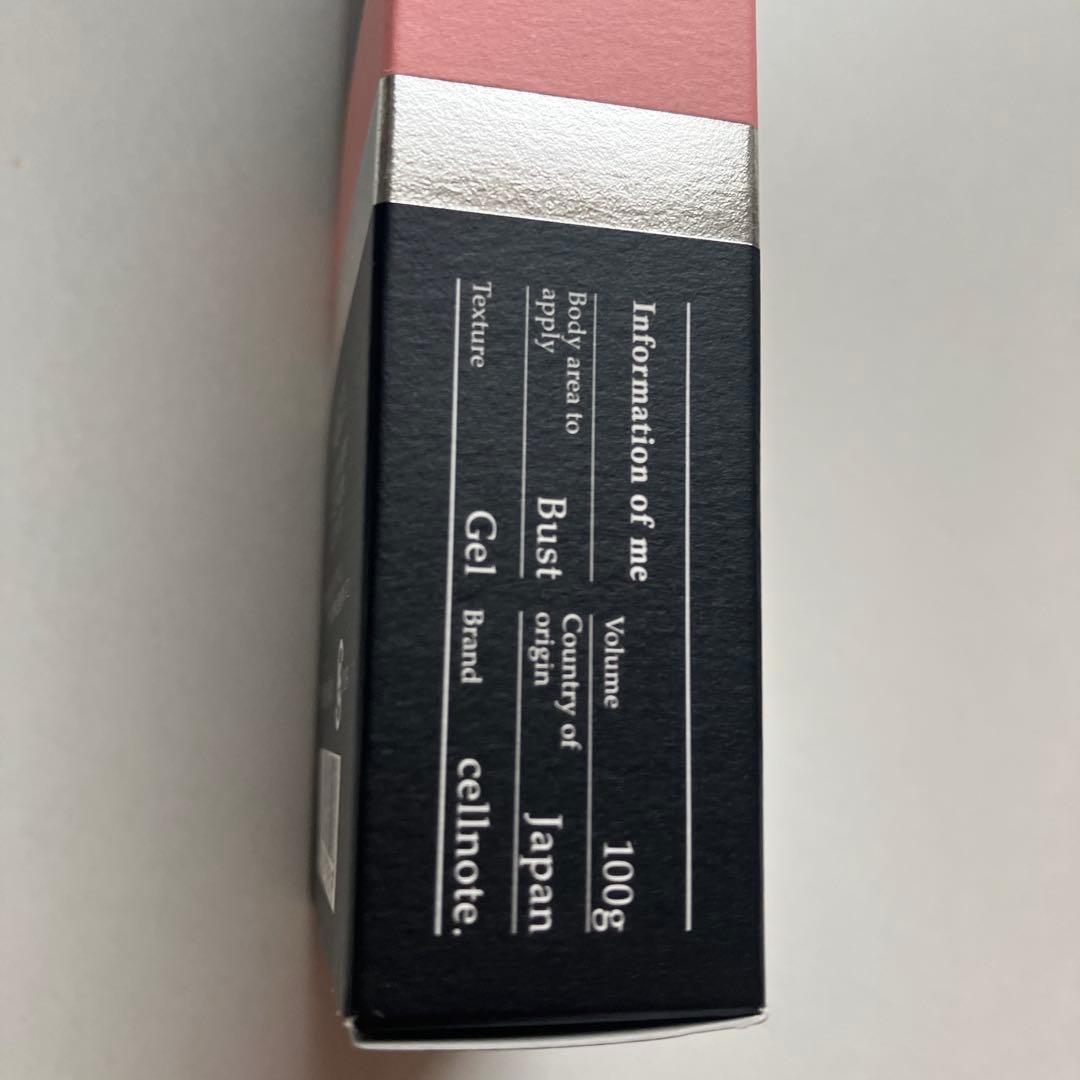 Information of me
Volume 100g
Body area to
apply
Bust
Country of
origin
Japan
Texture Gel
Brand cellnote.